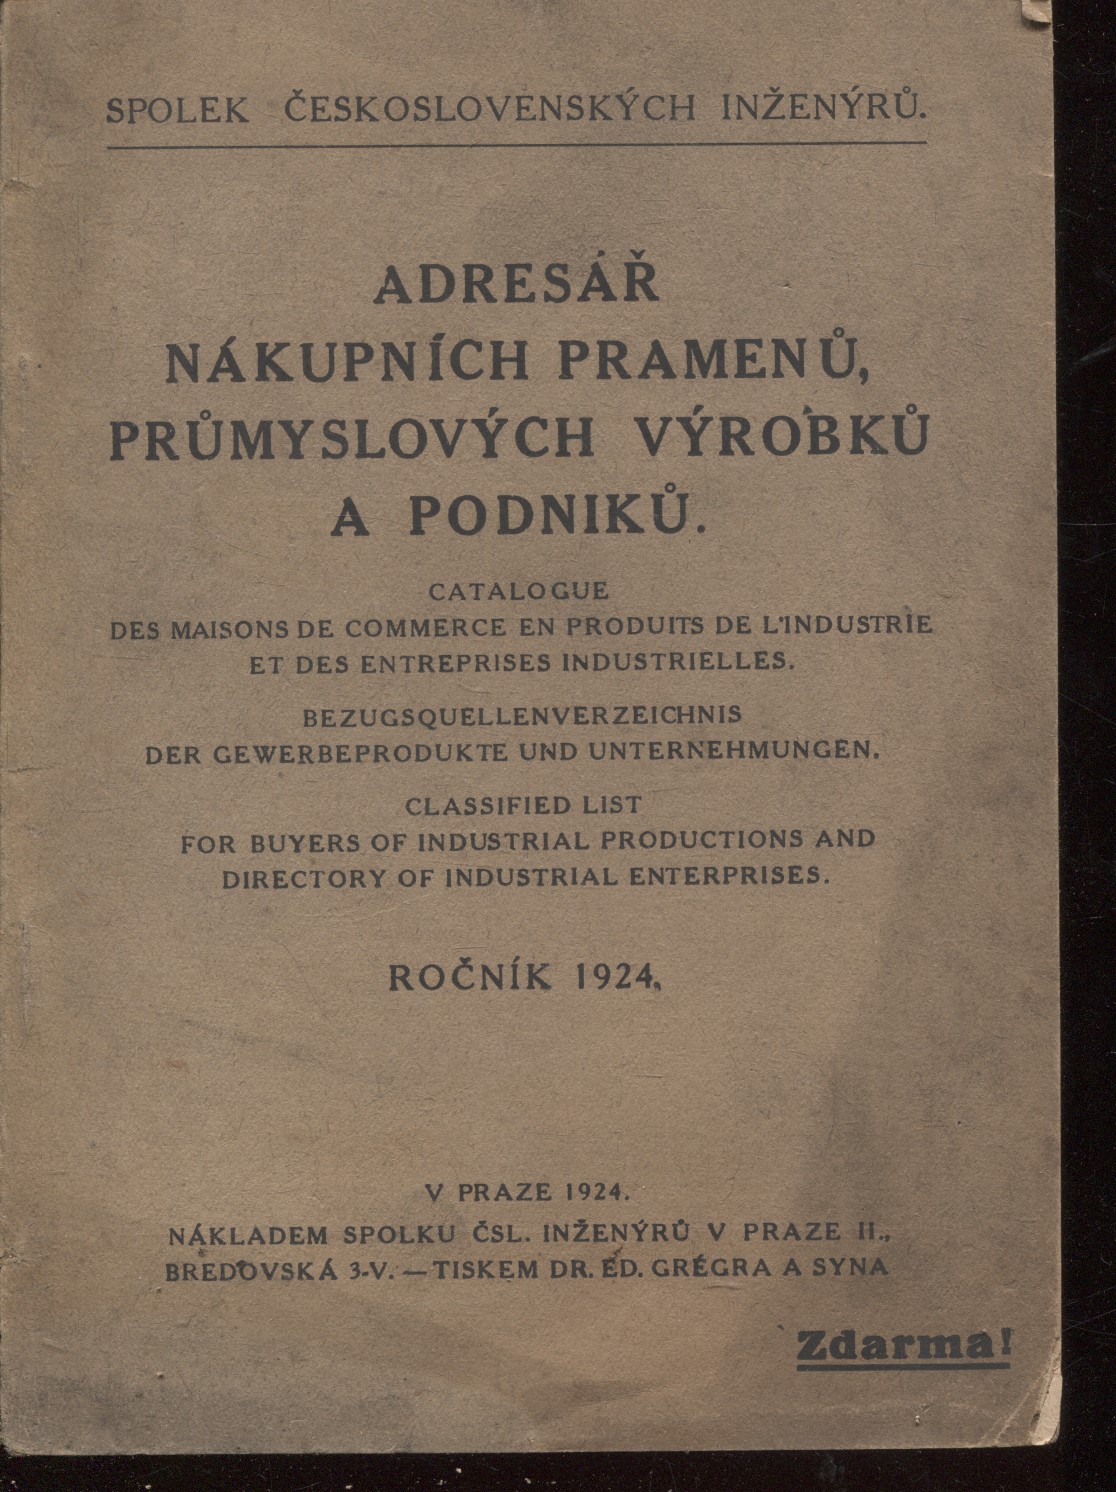 SPOLEK ČESKOSLOVENSKÝCH INŽENÝRŮ.
ADRESÁŘ
NÁKUPNÍCH PRAMENŮ,
PRŮMYSLOVÝCH VÝROBKŮ
A PODNIKŮ.
CATALOGUE
DES MAISONS DE COMMERCE EN PRODUITS DE L'INDUSTRIE
ET DES ENTREPRISES INDUSTRIELLES.
BEZUGSQUELLENVERZEICHNIS
DER GEWERBEPRODUKTE UND UNTERNEHMUNGEN.
CLASSIFIED LIST
FOR BUYERS OF INDUSTRIAL PRODUCTIONS AND
DIRECTORY OF INDUSTRIAL ENTERPRISES.
ROČNÍK 1924.
V PRAZE 1924.
NÁKLADEM SPOLKU ČSL. INŽENÝRŮ V PRAZE II.,
BREDOVSKÁ 3-V. — TISKEM DR. ED. GRÉGRA A SYNA
Zdarma!